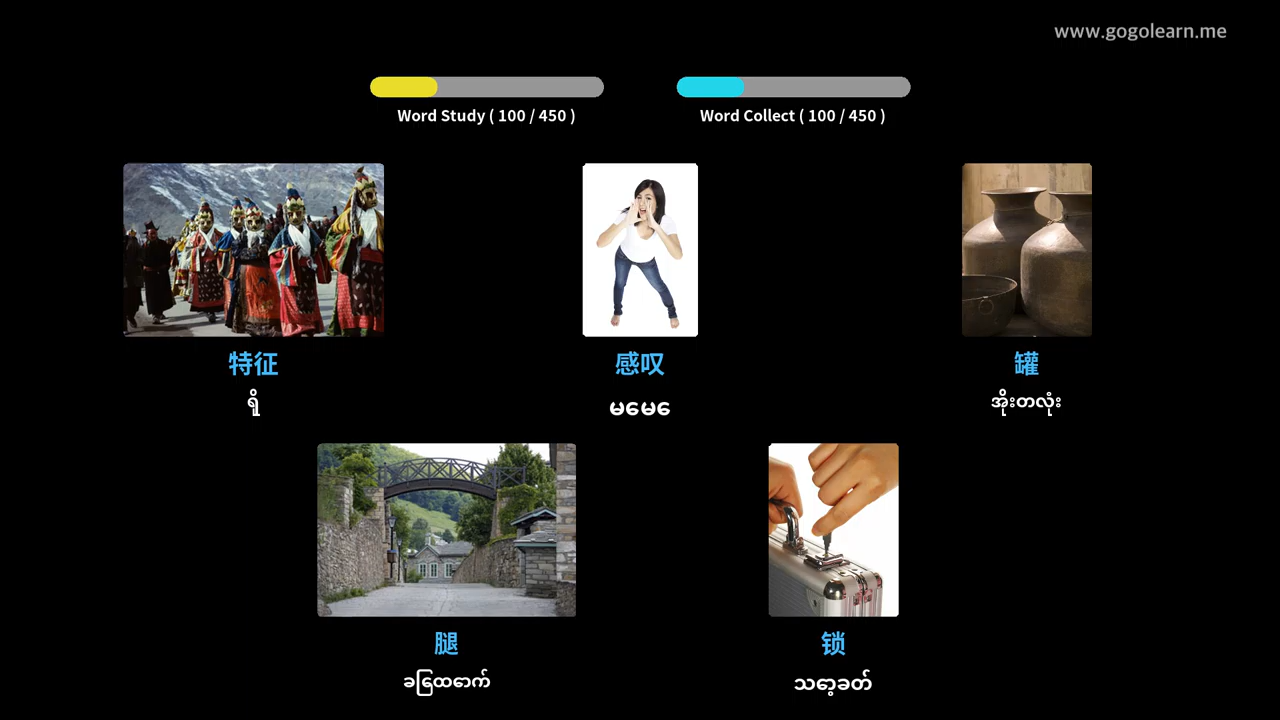 www.gogolearn.me
Word Study ( 100 / 450 )
Word Collect ( 100 / 450 )
特征
感叹
罐
ရှိ
မမေမေ
အိုးတလုံး
腿
锁
ခြေထောက်
သော့ခတ်